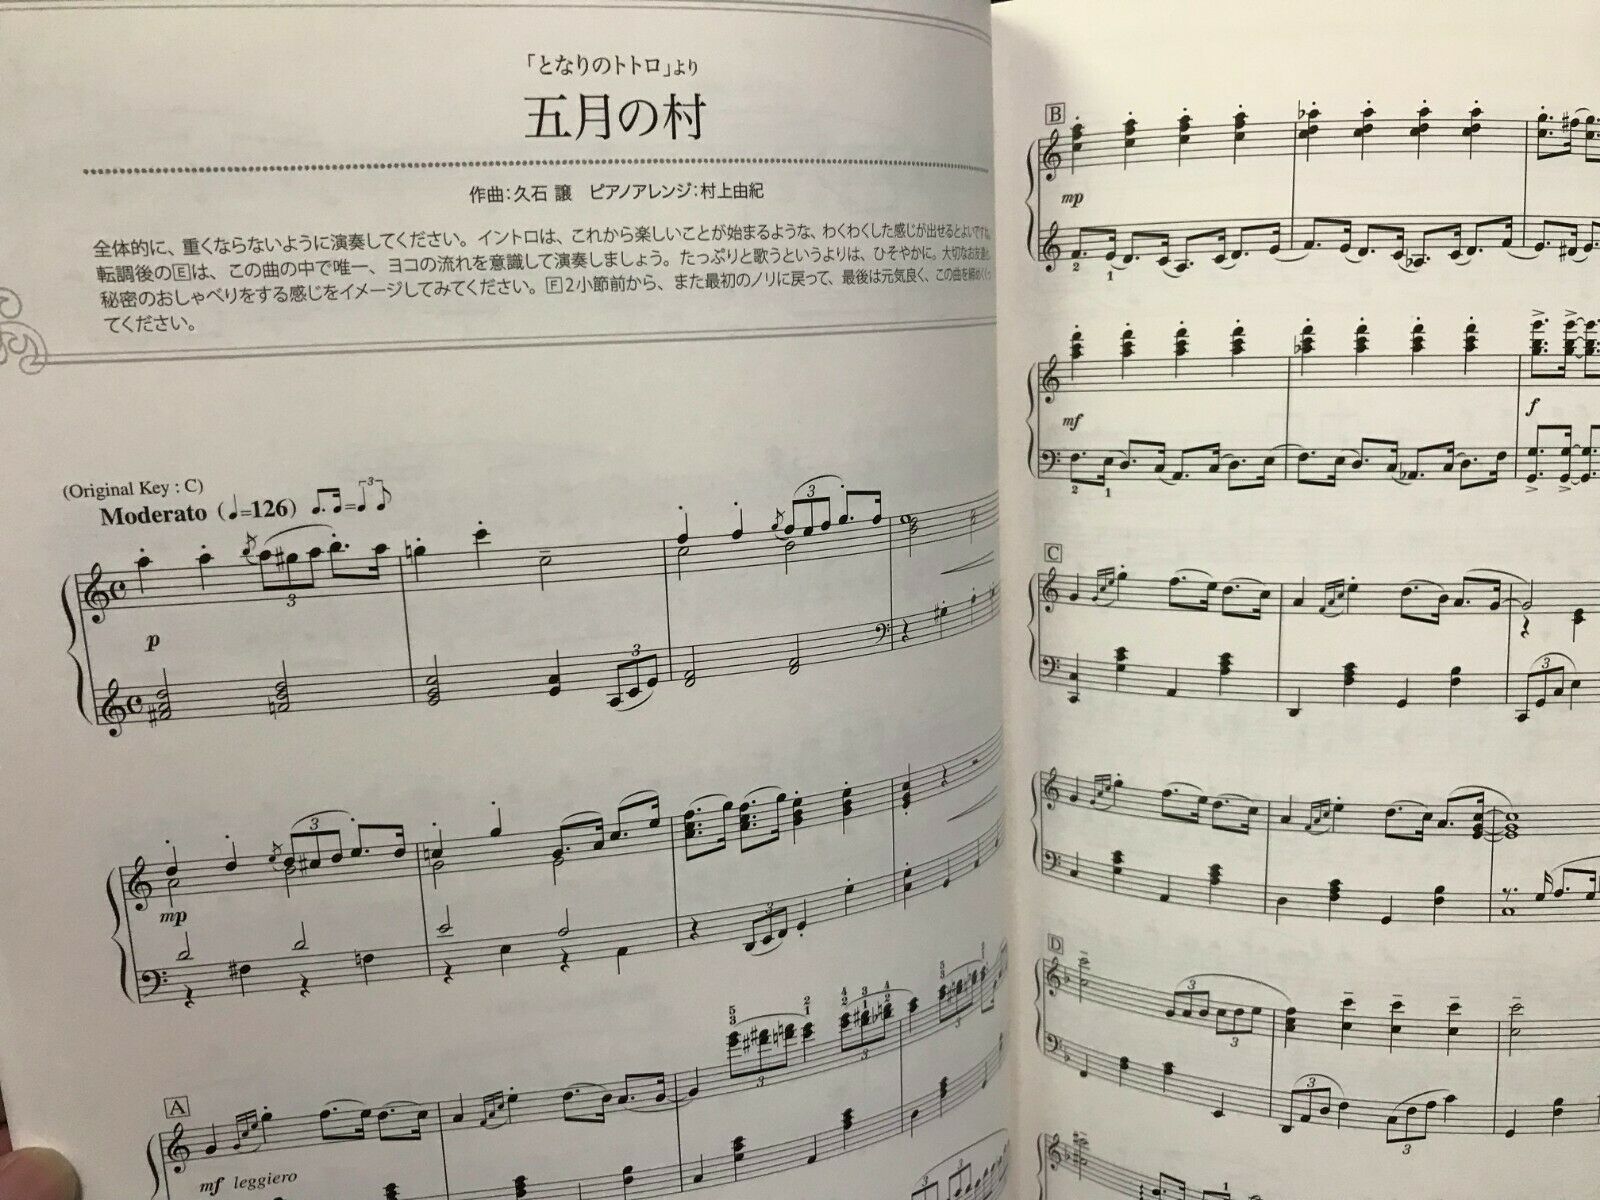 「となりのトトロ」より
五月の村
作曲:久石 譲 ピアノアレンジ:村上由紀
全体的に、重くならないように演奏してください。イントロは、これから楽しいことが始まるような、わくわくした感じが出せるとよいですね
転調後のEは、この曲の中で唯一、ヨコの流れを意識して演奏しましょう。たっぷりと歌うというよりは、ひそやかに。大切なお友達と
秘密のおしゃべりをする感じをイメージしてみてください。F2小節前から、また最初のノリに戻って、最後は元気良く、この曲を締めくくっ
てください。
(Original Key : C)
Moderato (♩=126)
3
3
3
p
3
3
mp
3
A
mf leggiero
3
3
3
B
mp
2 1
mf
2 1
f
C
3
D
3
3
3
3